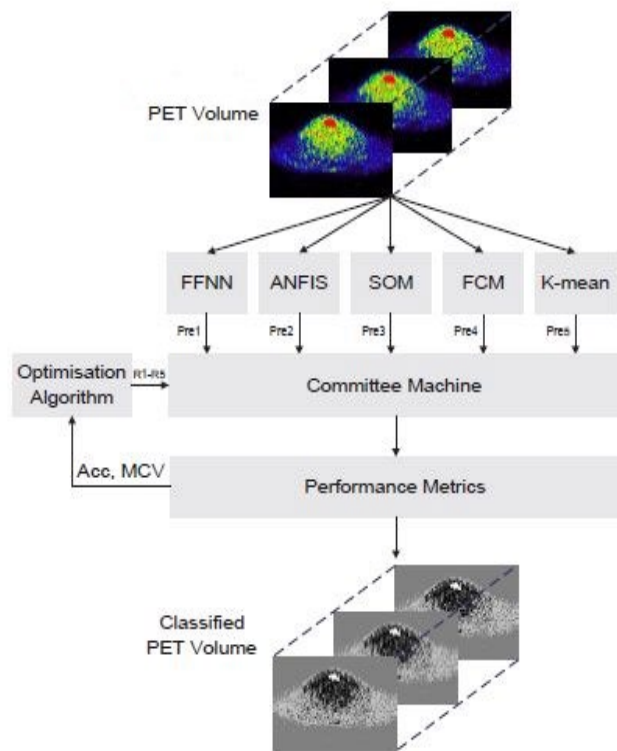 PET Volume
FFNN
ANFIS
SOM
FCM
K-mean
Pre1
Pre2
Pre3
Pre4
Pre5
Optimisation
Algorithm
R1-R5
Committee Machine
Acc, MCV
Performance Metrics
Classified
PET Volume